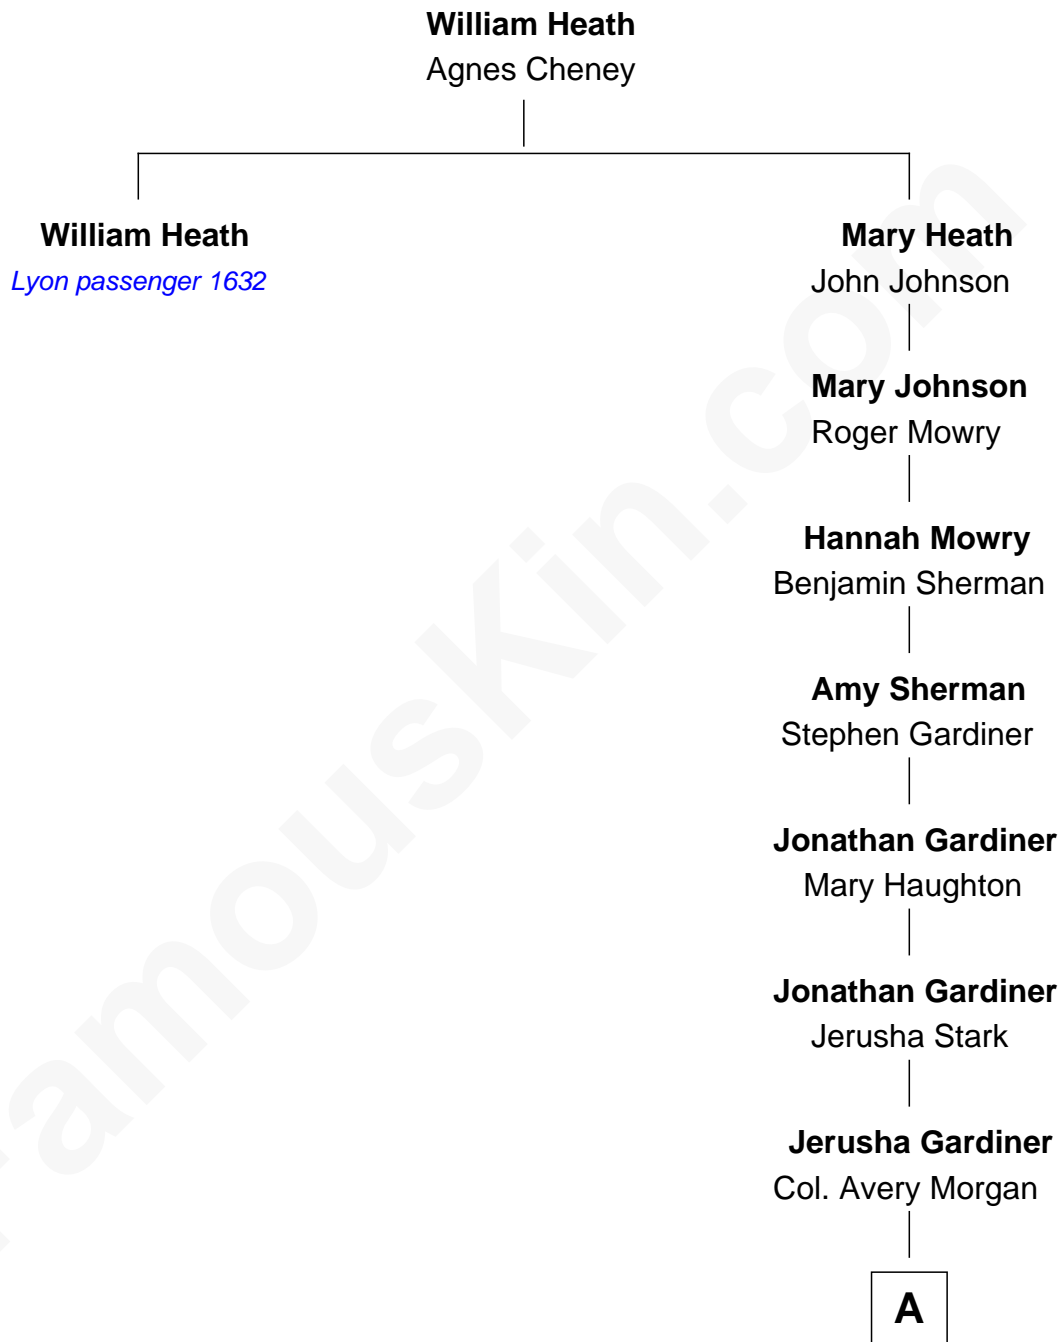 William Heath
Agnes Cheney
William Heath
Lyon passenger 1632
Mary Heath
John Johnson
Mary Johnson
Roger Mowry
Hannah Mowry
Benjamin Sherman
Amy Sherman
Stephen Gardiner
Jonathan Gardiner
Mary Haughton
Jonathan Gardiner
Jerusha Stark
Jerusha Gardiner
Col. Avery Morgan
A
FamousKin.com